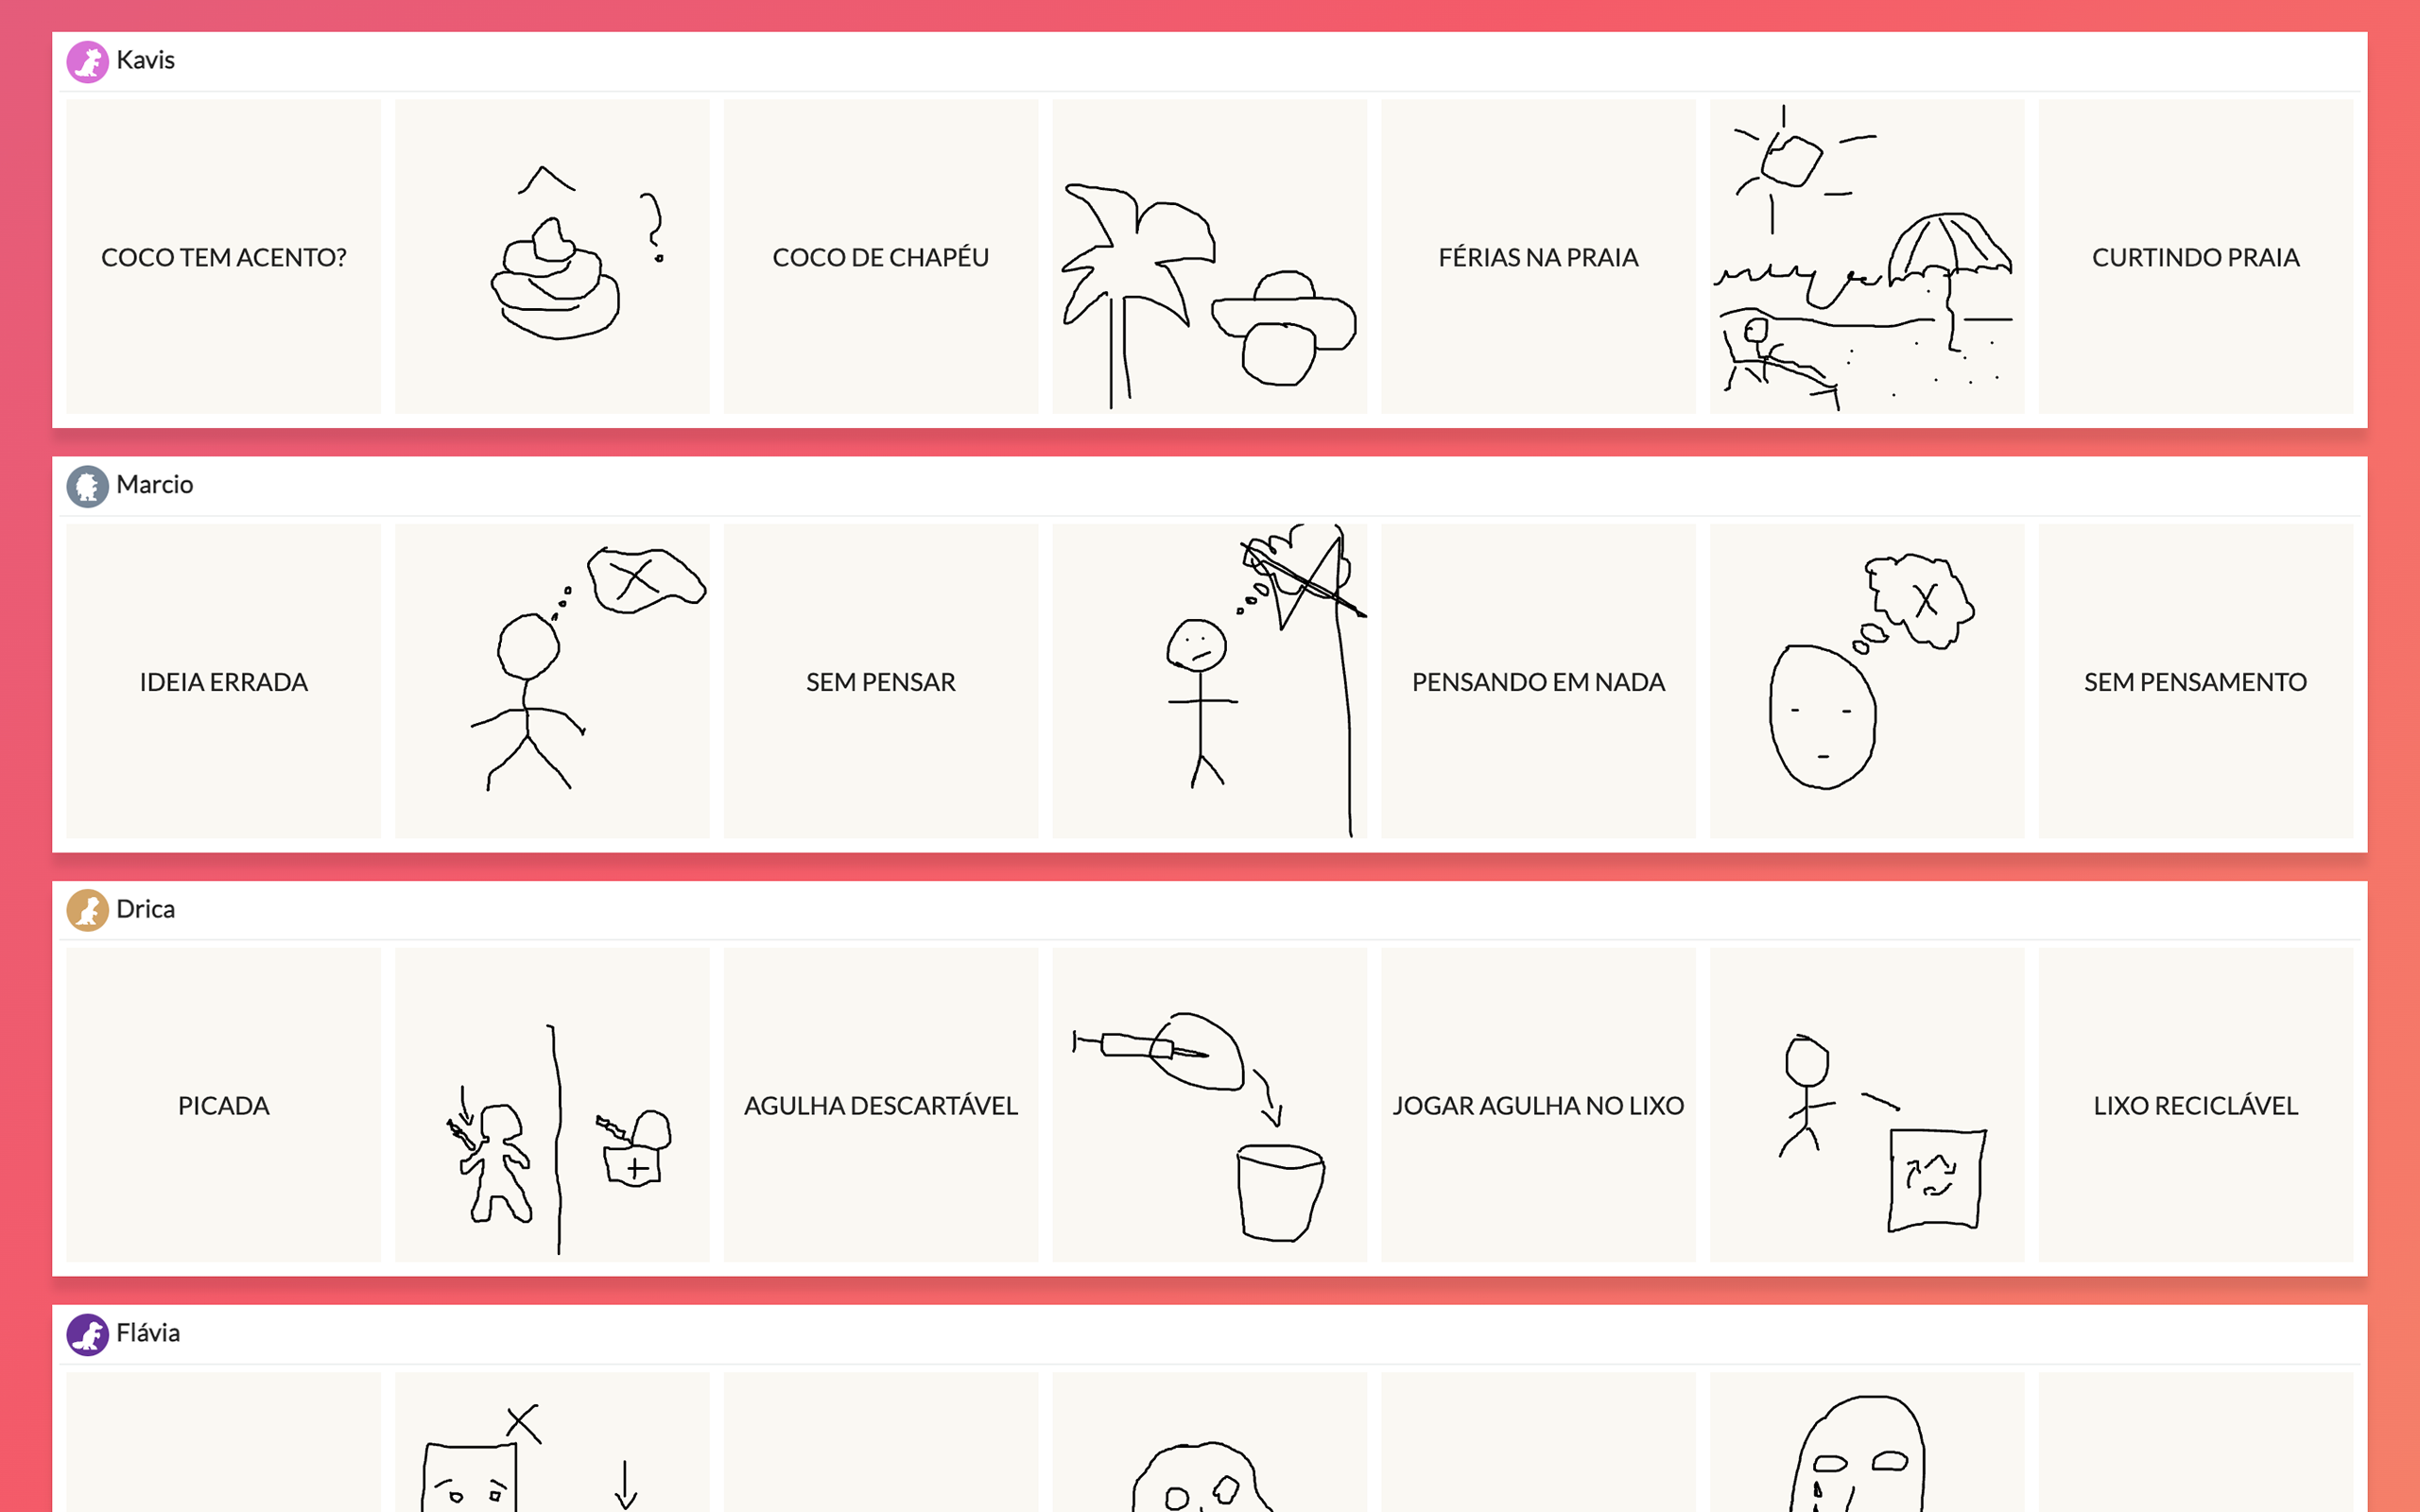 Kavis
COCO TEM ACENTO?
COCO DE CHAPÉU
FÉRIAS NA PRAIA
CURTINDO PRAIA
Marcio
IDEIA ERRADA
SEM PENSAR
PENSANDO EM NADA
SEM PENSAMENTO
Drica
PICADA
AGULHA DESCARTÁVEL
JOGAR AGULHA NO LIXO
LIXO RECICLÁVEL
Flávia